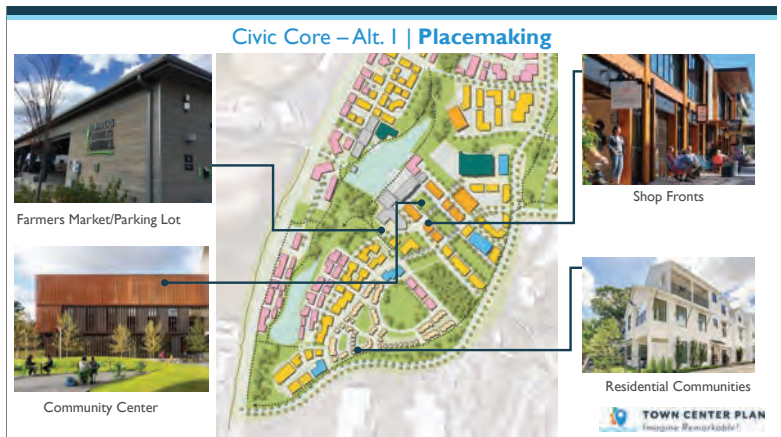 Civic Core – Alt. 1 | Placemaking
Farmers Market/Parking Lot
Shop Fronts
Community Center
Residential Communities
TOWN CENTER PLAN
Imagine Remarkable!